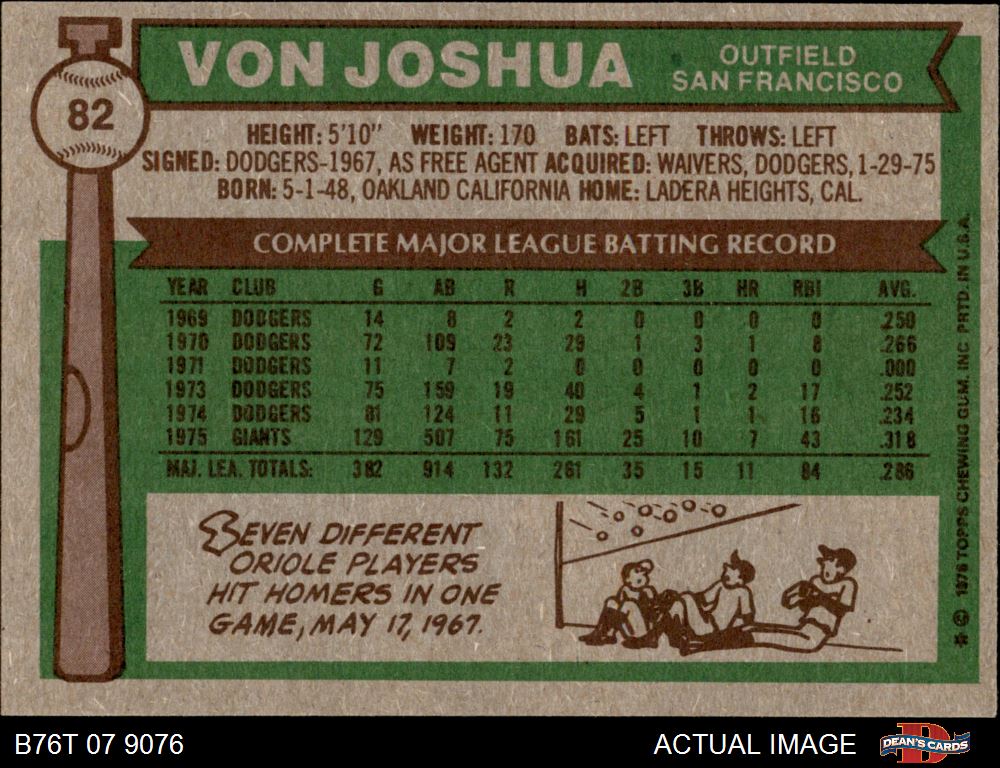 82
VON JOSHUA
OUTFIELD
SAN FRANCISCO
HEIGHT: 5'10" WEIGHT: 170 BATS: LEFT THROWS: LEFT
SIGNED: DODGERS-1967, AS FREE AGENT ACQUIRED: WAIVERS, DODGERS, 1-29-75
BORN: 5-1-48, OAKLAND CALIFORNIA HOME: LADERA HEIGHTS, CAL.
COMPLETE MAJOR LEAGUE BATTING RECORD
YEAR CLUB G AB R H 2B 3B HR RBI AVG.
1969 DODGERS 14 8 2 2 0 0 0 0 .250
1970 DODGERS 72 109 23 29 1 3 1 8 .266
1971 DODGERS 11 7 2 0 0 0 0 0 .000
1973 DODGERS 75 159 19 40 4 1 2 17 .252
1974 DODGERS 81 124 11 29 5 1 1 16 .234
1975 GIANTS 129 507 75 161 25 10 7 43 .318
MAJ. LEA. TOTALS: 382 914 132 261 35 15 11 84 .286
SEVEN DIFFERENT
ORIOLE PLAYERS
HIT HOMERS IN ONE
GAME, MAY 17, 1967.
* © 1976 TOPPS CHEWING GUM, INC PRTD. IN U.S.A.
B76T 07 9076
ACTUAL IMAGE
DEAN'S CARDS